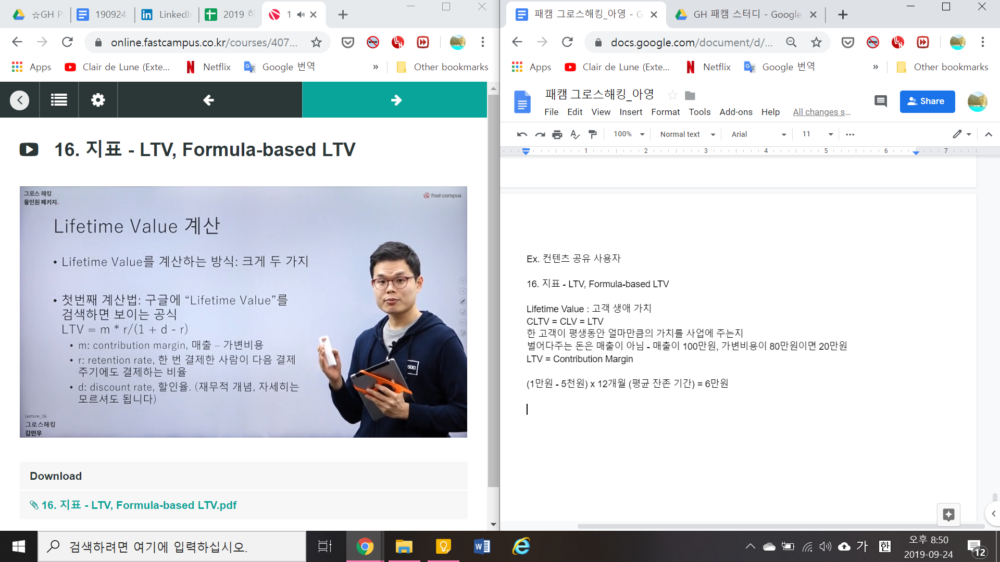 ☆GH P
190924
LinkedIn
2019 하
1
online.fastcampus.co.kr/courses/407...
Apps
Clair de Lune (Exte...
Netflix
Google 번역
»
Other bookmarks
16. 지표 - LTV, Formula-based LTV
그로스 해킹
올인원 패키지.
Fast campus
Lifetime Value 계산
• Lifetime Value를 계산하는 방식: 크게 두 가지
• 첫번째 계산법: 구글에 “Lifetime Value”를
검색하면 보이는 공식
LTV = m * r/(1 + d - r)
• m: contribution margin, 매출 – 가변비용
• r: retention rate, 한 번 결제한 사람이 다음 결제
주기에도 결제하는 비율
• d: discount rate, 할인율. (재무적 개념, 자세히는
모르셔도 됩니다)
500
Lecture_16
그로스해킹
김민우
Download
16. 지표 - LTV, Formula-based LTV.pdf
패캠 그로스해킹_아영 - G
GH 패캠 스터디 - Google
docs.google.com/document/d/...
Apps
Clair de Lune (Exte...
Netflix
Google 번역
»
Other bookmarks
패캠 그로스해킹_아영
Share
File Edit View Insert Format Tools Add-ons Help All changes s...
100% Normal text Arial 11
1 2 3 4 5 6 7
Ex. 컨텐츠 공유 사용자
16. 지표 - LTV, Formula-based LTV
Lifetime Value : 고객 생애 가치
CLTV = CLV = LTV
한 고객이 평생동안 얼마만큼의 가치를 사업에 주는지
벌어다주는 돈은 매출이 아님 - 매출이 100만원, 가변비용이 80만원이면 20만원
LTV = Contribution Margin
(1만원 - 5천원) x 12개월 (평균 잔존 기간) = 6만원
검색하려면 여기에 입력하십시오.
가
한
오후 8:50
2019-09-24
12